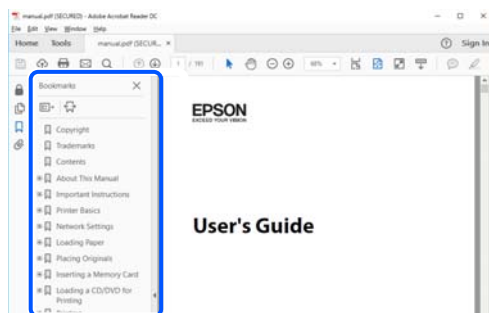 manual.pdf (SECURED) - Adobe Acrobat Reader DC
File Edit View Window Help
Home Tools manual.pdf (SECUR... × Sign In
1 / 191
Bookmarks
Copyright
Trademarks
Contents
About This Manual
Important Instructions
Printer Basics
Network Settings
Loading Paper
Placing Originals
Inserting a Memory Card
Loading a CD/DVD for
Printing
EPSON
EXCEED YOUR VISION
User's Guide